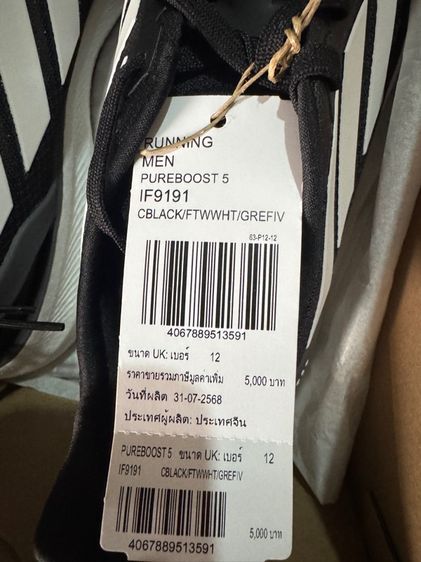 RUNNING
MEN
PUREBOOST 5
IF9191
CBLACK/FTWWHT/GREFIV
63-P12-12
4067889513591
ขนาด UK: เบอร์ 12
ราคาขายรวมภาษีมูลค่าเพิ่ม 5,000 บาท
วันที่ผลิต 31-07-2568
ประเทศผู้ผลิต: ประเทศจีน
PUREBOOST 5 ขนาด UK: เบอร์ 12
IF9191 CBLACK/FTWWHT/GREFIV
5,000 บาท
4067889513591